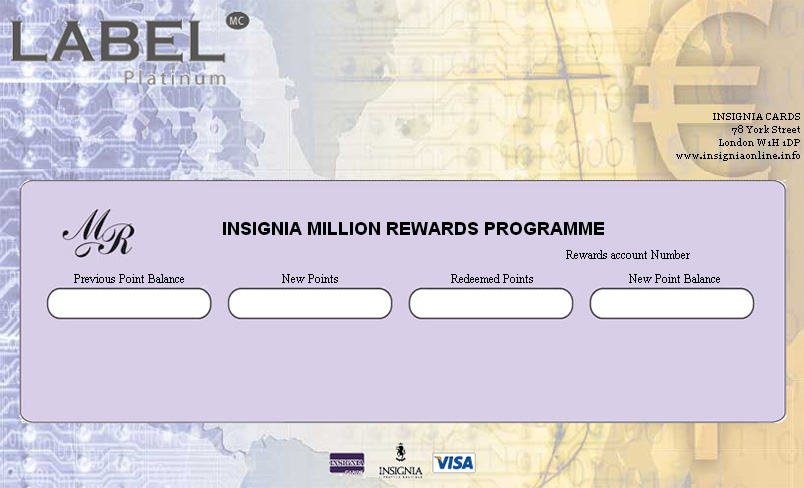 LABEL MC
Platinum
INSIGNIA CARDS
78 York Street
London W1H 1DP
www.insigniaonline.info
MR
INSIGNIA MILLION REWARDS PROGRAMME
Rewards account Number
Previous Point Balance New Points Redeemed Points New Point Balance
INSIGNIA CARDS
INSIGNIA
VISA